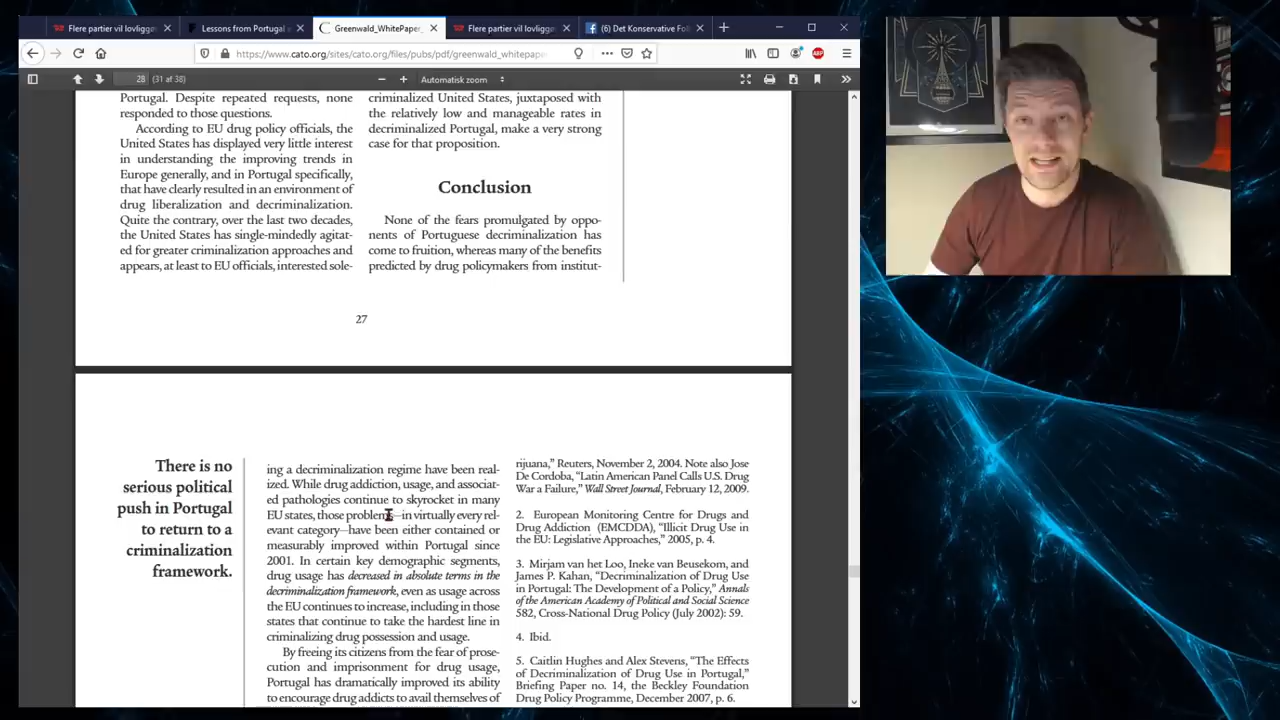 Flere partier vil lovliggø
Lessons from Portugal s
Greenwald_WhitePaper_
Flere partier vil lovliggø
(6) Det Konservative Fol
https://www.cato.org/sites/cato.org/files/pubs/pdf/greenwald_whitepape
ABP
28 (31 af 38)
Automatisk zoom
Portugal. Despite repeated requests, none
responded to those questions.
According to EU drug policy officials, the
United States has displayed very little interest
in understanding the improving trends in
Europe generally, and in Portugal specifically,
that have clearly resulted in an environment of
drug liberalization and decriminalization.
Quite the contrary, over the last two decades,
the United States has single-mindedly agitat-
ed for greater criminalization approaches and
appears, at least to EU officials, interested sole-
criminalized United States, juxtaposed with
the relatively low and manageable rates in
decriminalized Portugal, make a very strong
case for that proposition.
Conclusion
None of the fears promulgated by oppo-
nents of Portuguese decriminalization has
come to fruition, whereas many of the benefits
predicted by drug policymakers from institut-
27
There is no
serious political
push in Portugal
to return to a
criminalization
framework.
ing a decriminalization regime have been real-
ized. While drug addiction, usage, and associat-
ed pathologies continue to skyrocket in many
EU states, those problems—in virtually every rel-
evant category—have been either contained or
measurably improved within Portugal since
2001. In certain key demographic segments,
drug usage has decreased in absolute terms in the
decriminalization framework, even as usage across
the EU continues to increase, including in those
states that continue to take the hardest line in
criminalizing drug possession and usage.
By freeing its citizens from the fear of prose-
cution and imprisonment for drug usage,
Portugal has dramatically improved its ability
to encourage drug addicts to avail themselves of
rijuana,” Reuters, November 2, 2004. Note also Jose
De Cordoba, “Latin American Panel Calls U.S. Drug
War a Failure,” Wall Street Journal, February 12, 2009.
2. European Monitoring Centre for Drugs and
Drug Addiction (EMCDDA), “Illicit Drug Use in
the EU: Legislative Approaches,” 2005, p. 4.
3. Mirjam van het Loo, Ineke van Beusekom, and
James P. Kahan, “Decriminalization of Drug Use
in Portugal: The Development of a Policy,” Annals
of the American Academy of Political and Social Science
582, Cross-National Drug Policy (July 2002): 59.
4. Ibid.
5. Caitlin Hughes and Alex Stevens, “The Effects
of Decriminalization of Drug Use in Portugal,”
Briefing Paper no. 14, the Beckley Foundation
Drug Policy Programme, December 2007, p. 6.